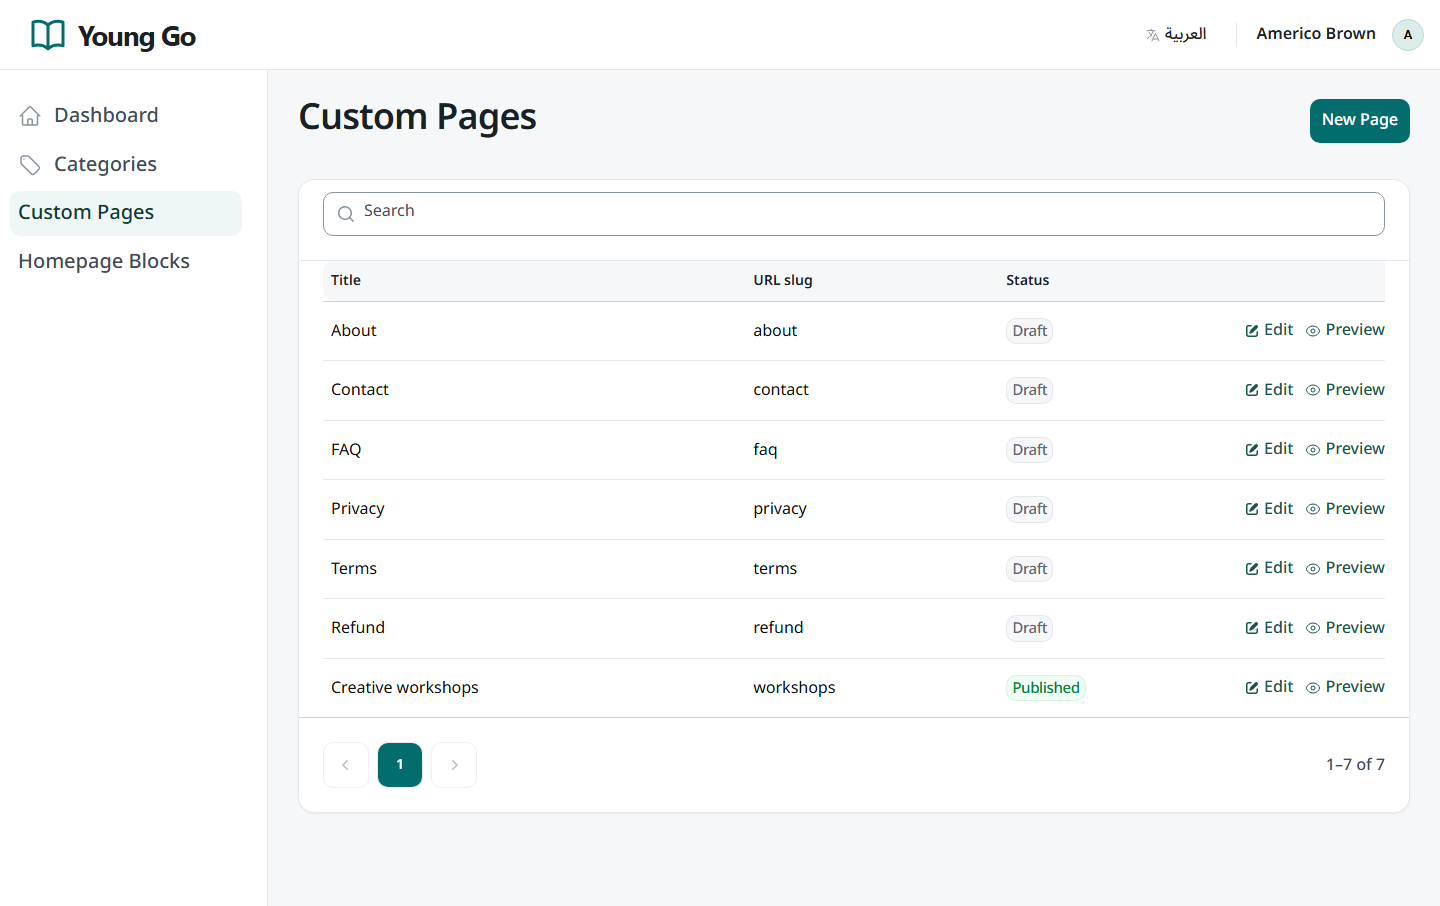 Young Go
العربية
Americo Brown
A
Dashboard
Categories
Custom Pages
Homepage Blocks
Custom Pages
New Page
Search
Title URL slug Status
About about Draft Edit Preview
Contact contact Draft Edit Preview
FAQ faq Draft Edit Preview
Privacy privacy Draft Edit Preview
Terms terms Draft Edit Preview
Refund refund Draft Edit Preview
Creative workshops workshops Published Edit Preview
1
1–7 of 7